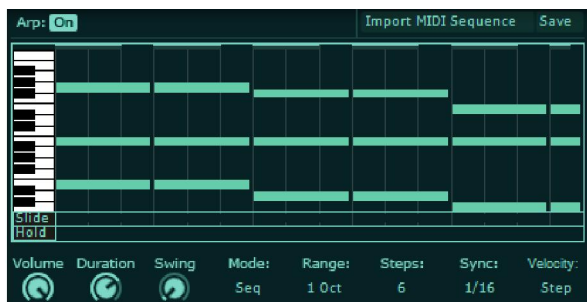 Arp: On Import MIDI Sequence Save
Slide
Hold
Volume Duration Swing Mode: Range: Steps: Sync: Velocity:
Seq 1 Oct 6 1/16 Step